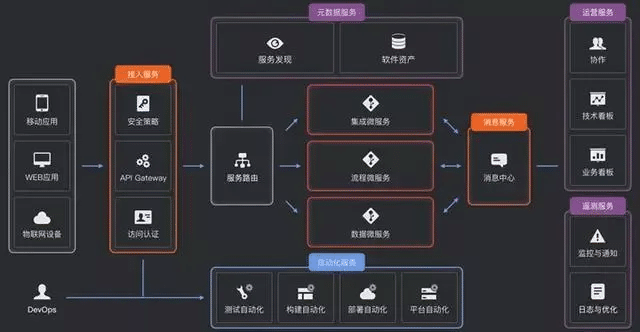 元数据服务
服务发现
软件资产
运营服务
协作
技术看板
业务看板
接入服务
移动应用
WEB应用
物联网设备
安全策略
API Gateway
访问认证
服务路由
集成微服务
流程微服务
数据微服务
消息服务
消息中心
遥测服务
监控与通知
日志与优化
DevOps
自动化服务
测试自动化
构建自动化
部署自动化
平台自动化